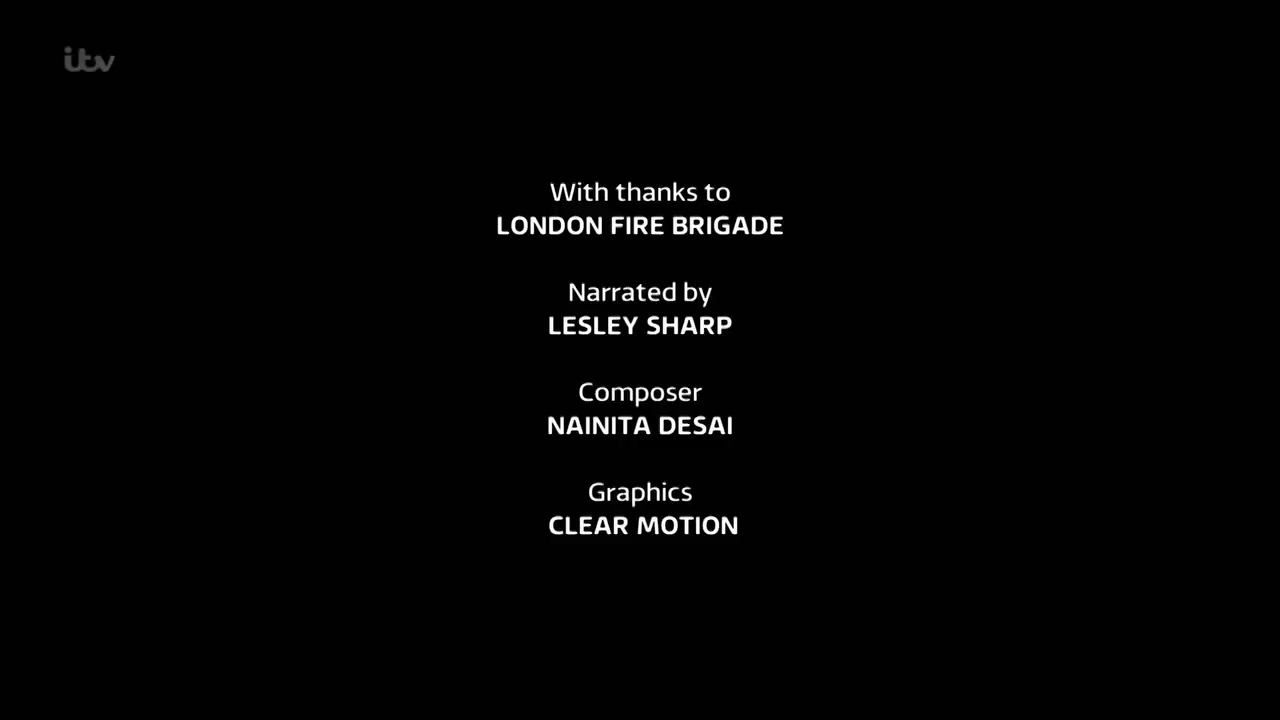 itv
With thanks to
LONDON FIRE BRIGADE
Narrated by
LESLEY SHARP
Composer
NAINITA DESAI
Graphics
CLEAR MOTION